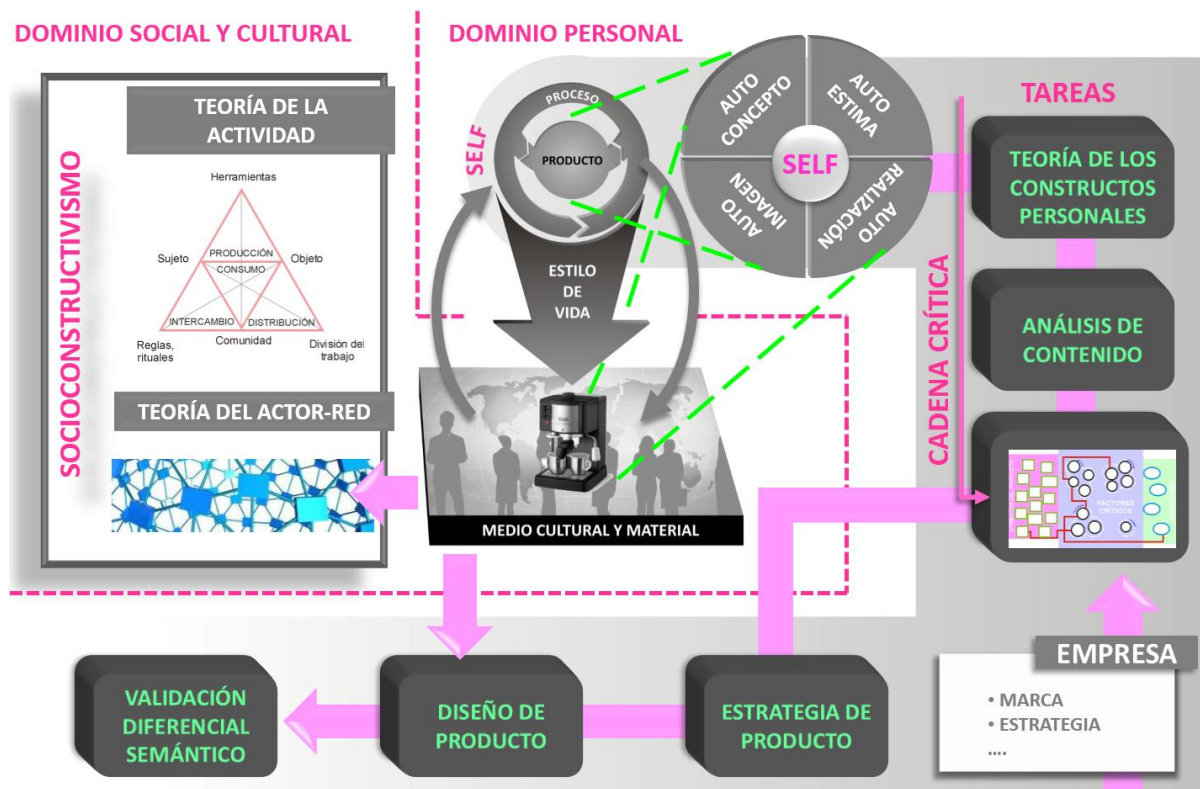 DOMINIO SOCIAL Y CULTURAL
SOCIOCONSTRUCTIVISMO
TEORÍA DE LA
ACTIVIDAD
Herramientas
PRODUCCIÓN
Sujeto
Objeto
CONSUMO
INTERCAMBIO
DISTRIBUCIÓN
Reglas,
rituales
Comunidad
División del
trabajo
TEORÍA DEL ACTOR-RED
DOMINIO PERSONAL
SELF
PROCESO
PRODUCTO
ESTILO
DE
VIDA
MEDIO CULTURAL Y MATERIAL
AUTO
CONCEPTO
AUTO
ESTIMA
SELF
AUTO
IMAGEN
AUTO
REALIZACIÓN
TAREAS
CADENA CRÍTICA
TEORÍA DE LOS
CONSTRUCTOS
PERSONALES
ANÁLISIS DE
CONTENIDO
FACTORES
CRÍTICOS
EMPRESA
• MARCA
• ESTRATEGIA
....
VALIDACIÓN
DIFERENCIAL
SEMÁNTICO
DISEÑO DE
PRODUCTO
ESTRATEGIA DE
PRODUCTO